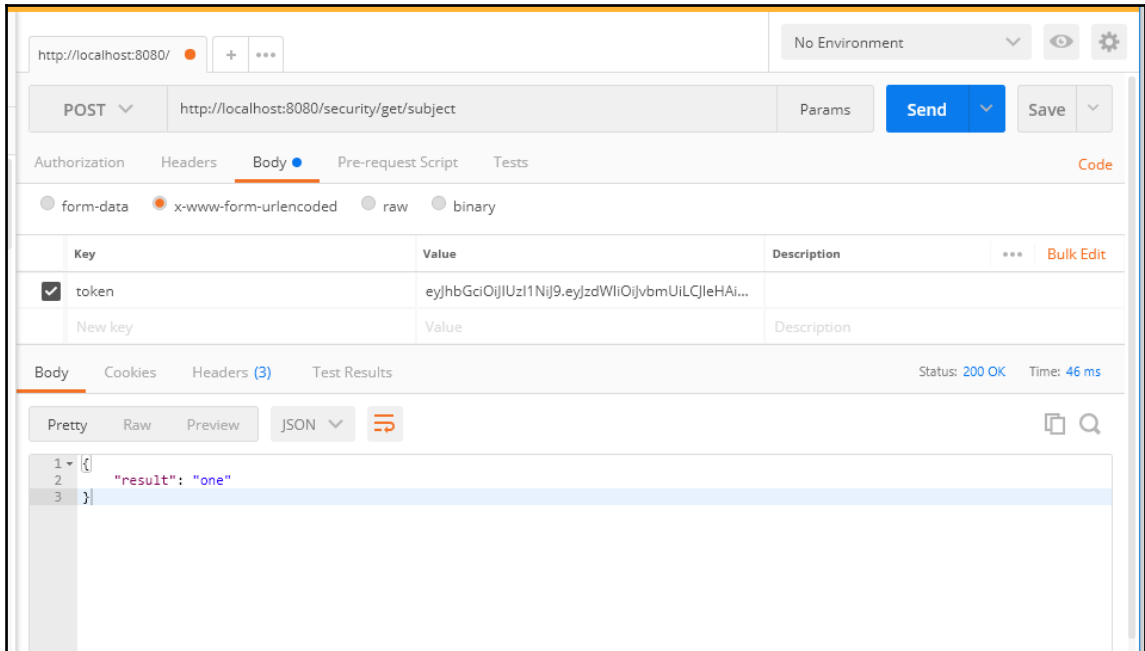 http://localhost:8080/ + ••• No Environment
POST http://localhost:8080/security/get/subject Params Send Save
Authorization Headers Body Pre-request Script Tests Code
form-data x-www-form-urlencoded raw binary
Key Value Description ••• Bulk Edit
token eyJhbGciOiJIUzI1NiJ9.eyJzdWIiOiJvbmUiLCJleHAi...
New key Value Description
Body Cookies Headers (3) Test Results Status: 200 OK Time: 46 ms
Pretty Raw Preview JSON
1 {
2 "result": "one"
3 }